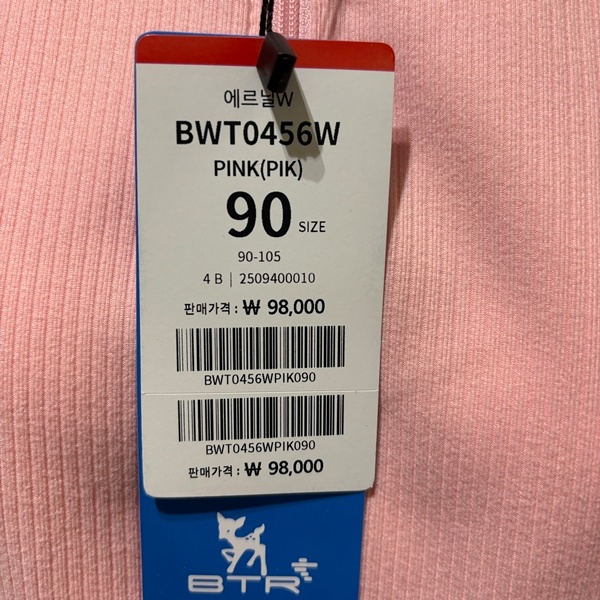 에르닐W
BWT0456W
PINK(PIK)
90 SIZE
90-105
4 B | 2509400010
판매가격 : ₩ 98,000
BWT0456WPIK090
BWT0456WPIK090
판매가격 : ₩ 98,000
BTR